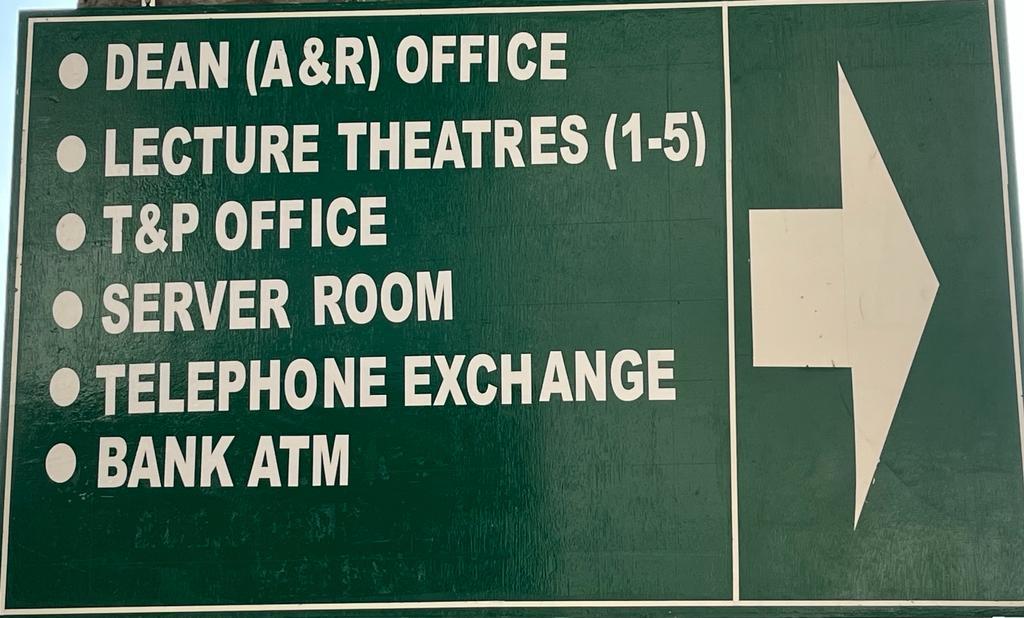 DEAN (A&R) OFFICE
LECTURE THEATRES (1-5)
T&P OFFICE
SERVER ROOM
TELEPHONE EXCHANGE
BANK ATM